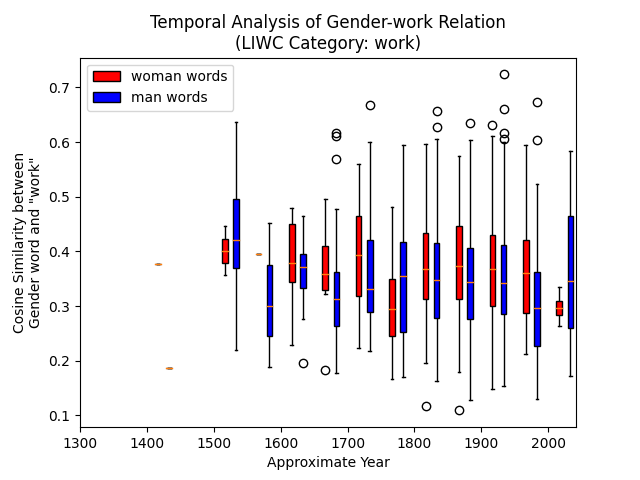 Temporal Analysis of Gender-work Relation
(LIWC Category: work)
woman words
man words
Cosine Similarity between
Gender word and "work"
0.7
0.6
0.5
0.4
0.3
0.2
0.1
1300 1400 1500 1600 1700 1800 1900 2000
Approximate Year